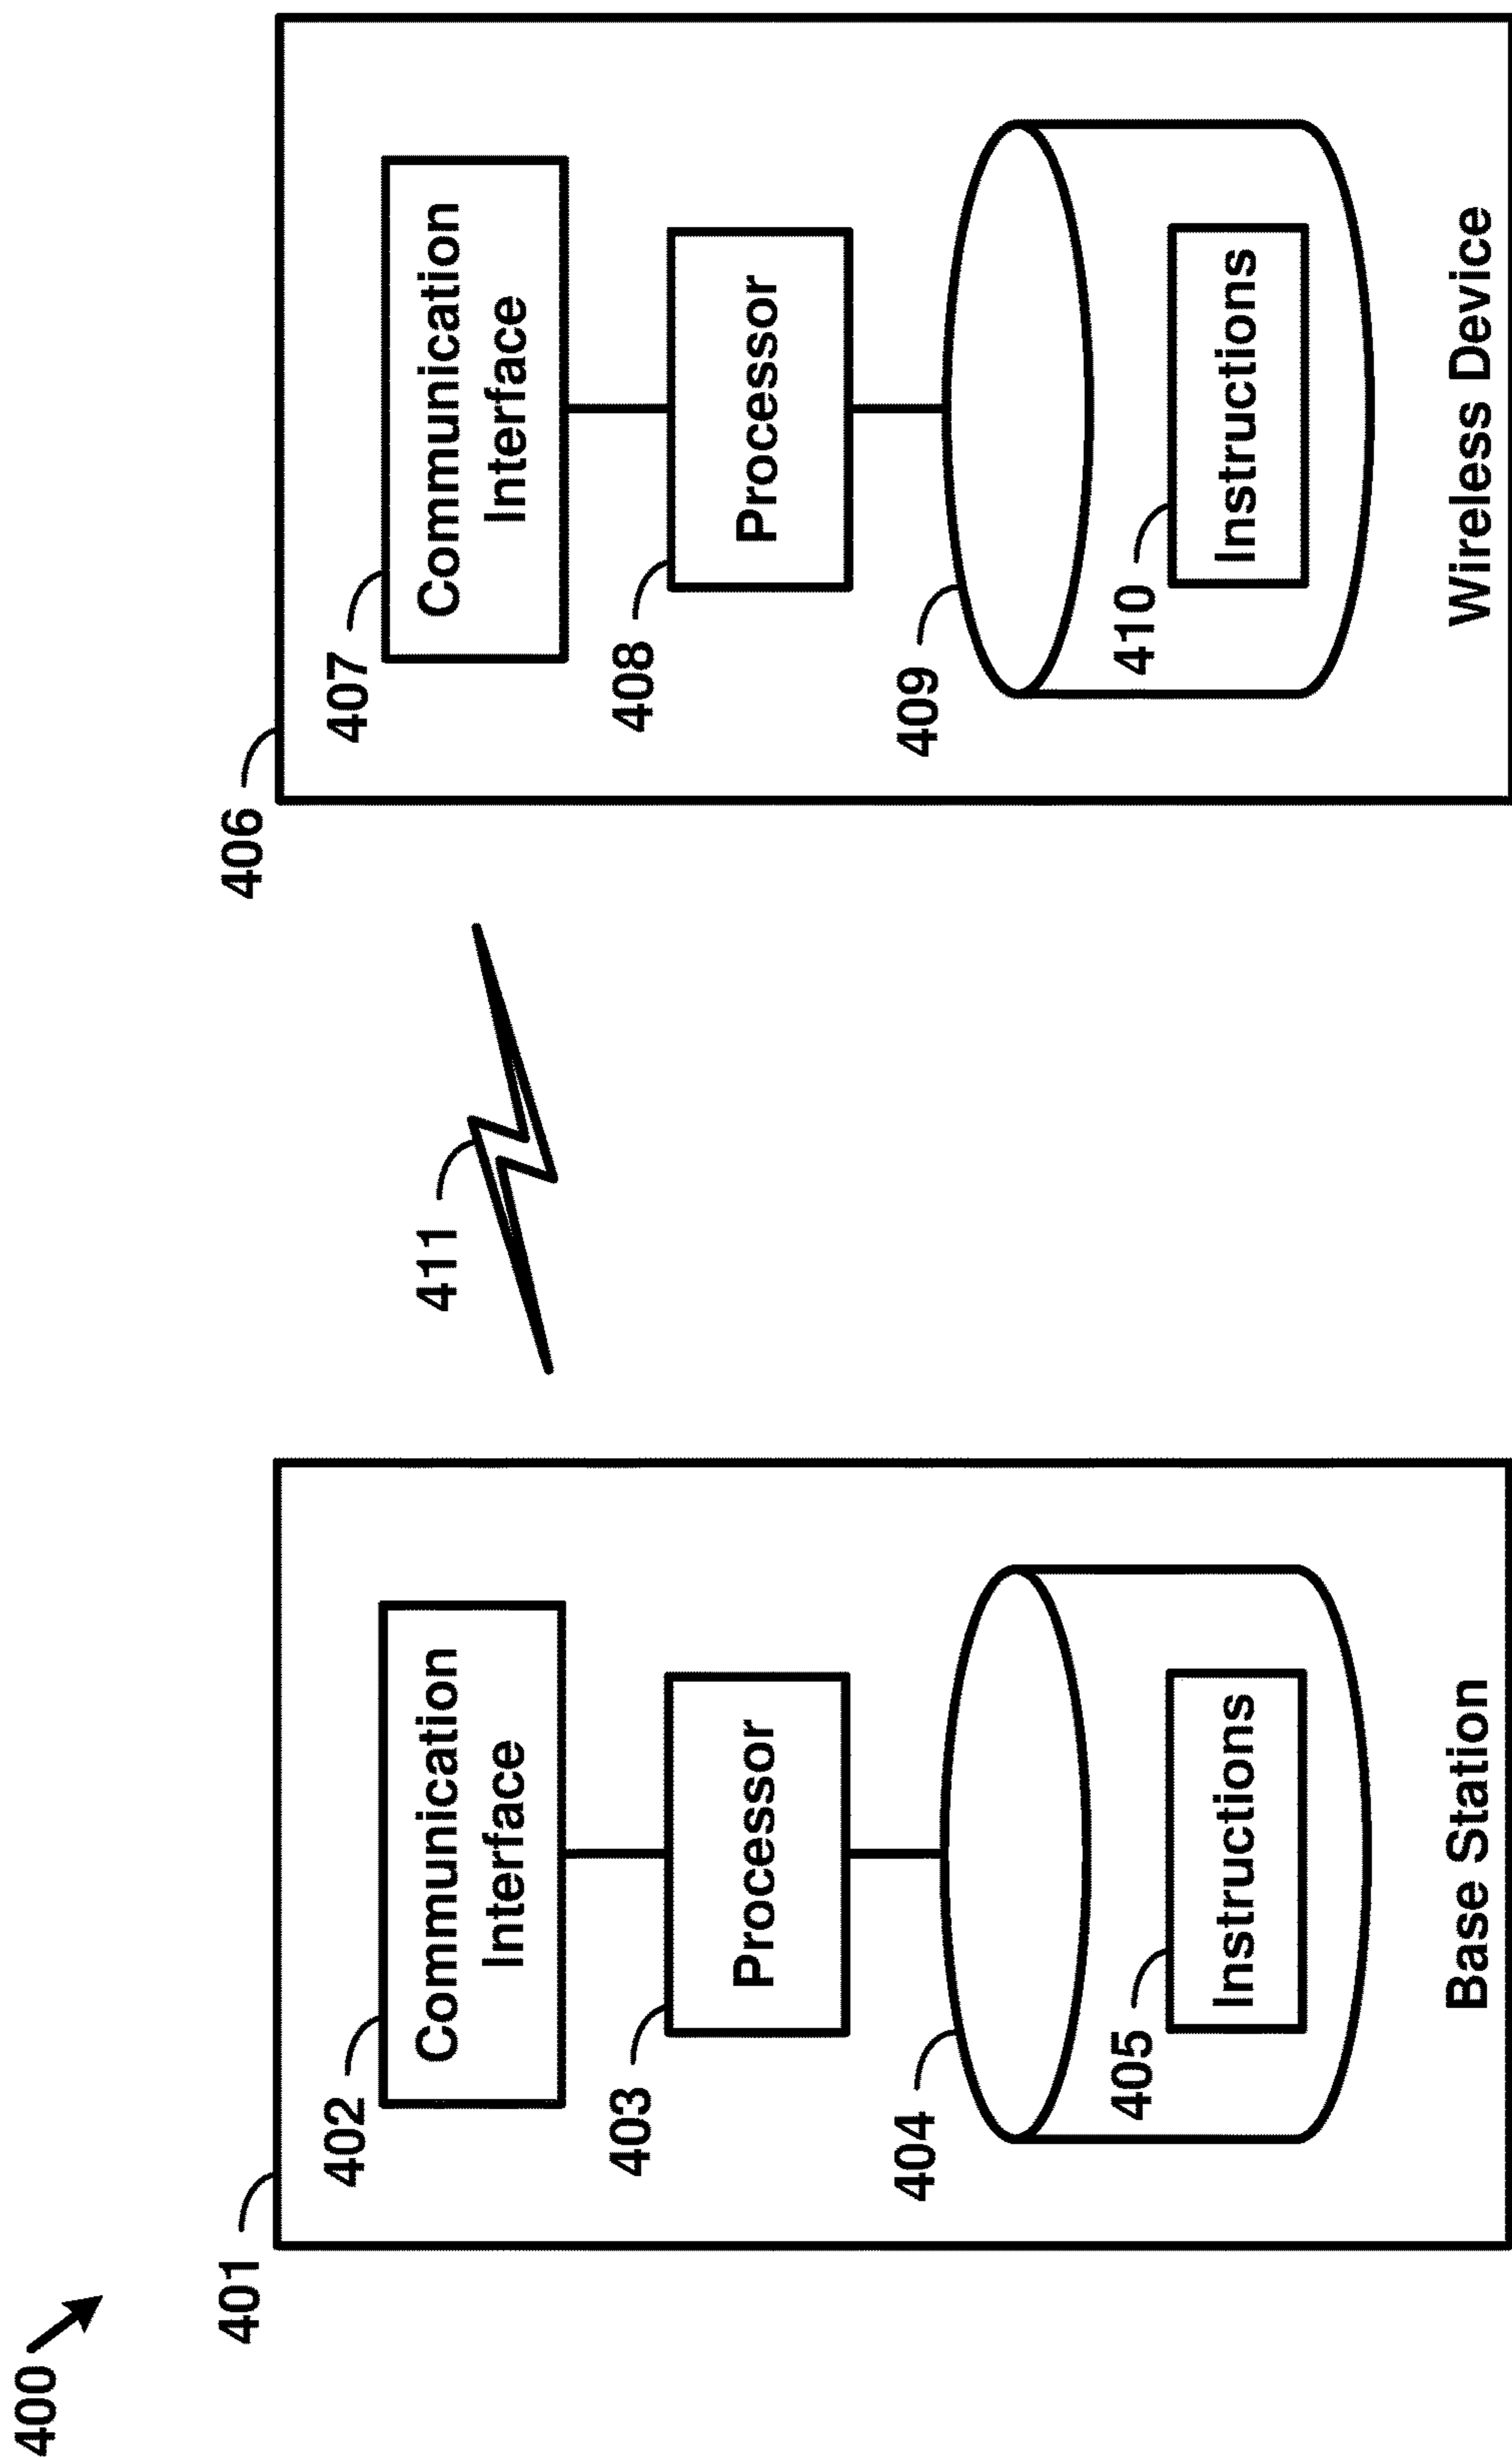 400
401
402
Communication
Interface
403
Processor
404
405
Instructions
Base Station
411
406
407
Communication
Interface
408
Processor
409
410
Instructions
Wireless Device